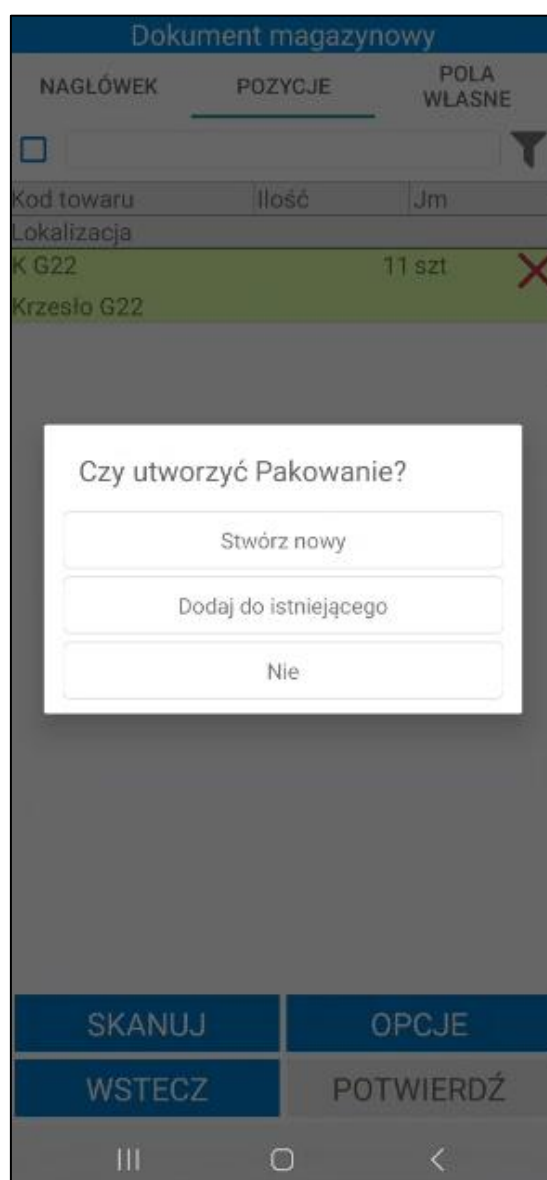 Dokument magazynowy
NAGŁÓWEK POZYCJE POLA WŁASNE
Kod towaru Ilość Jm
Lokalizacja
K G22 11 szt
Krzesło G22
Czy utworzyć Pakowanie?
Stwórz nowy
Dodaj do istniejącego
Nie
SKANUJ OPCJE
WSTECZ POTWIERDŹ